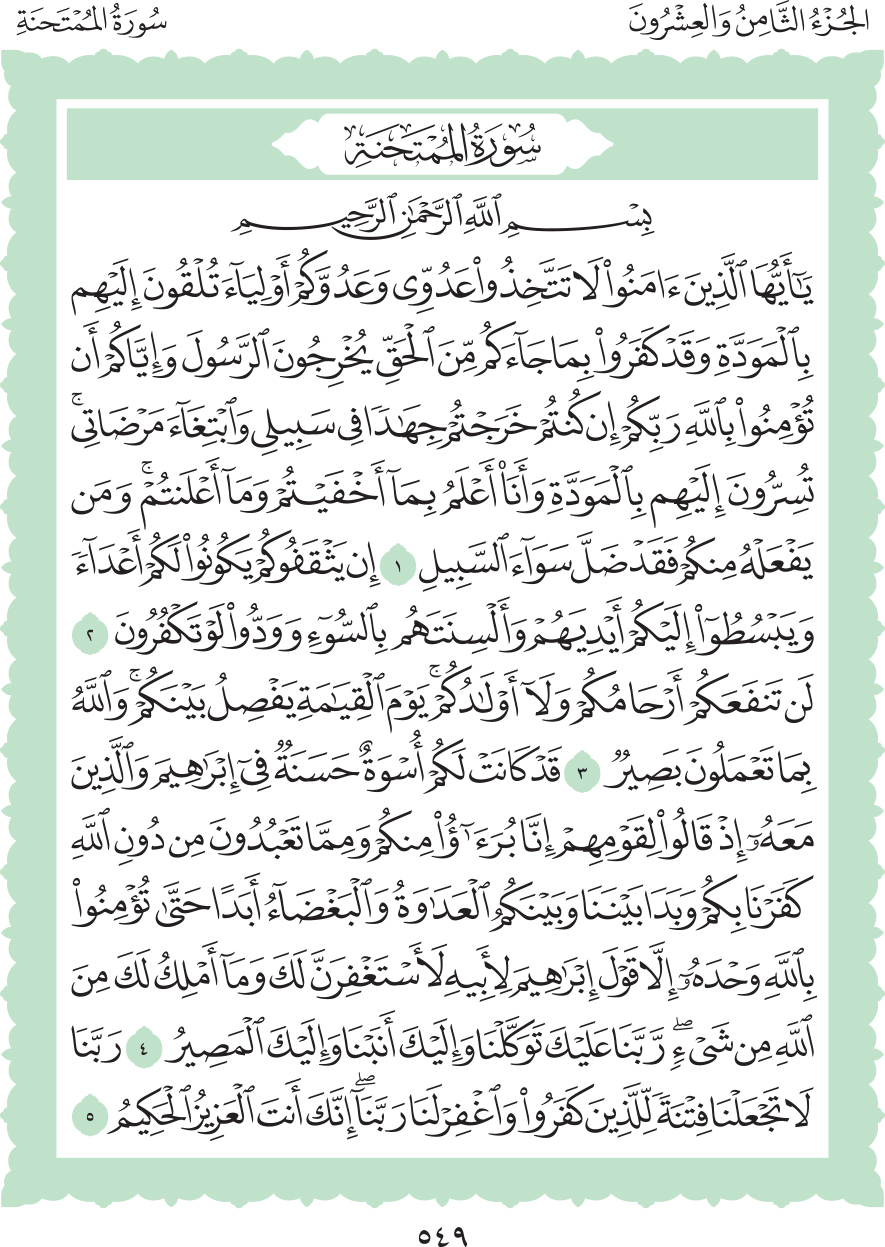 الجُزْءُ الثَّامِنُ وَالعِشْرُونَ
سُورَةُ المُمْتَحنَةِ
سُورَةُ المُمْتَحَنَةِ
بِسْمِ ٱللَّهِ ٱلرَّحْمَٰنِ ٱلرَّحِيمِ
يَٰٓأَيُّهَا ٱلَّذِينَ ءَامَنُوا۟ لَا تَتَّخِذُوا۟ عَدُوِّى وَعَدُوَّكُمْ أَوْلِيَآءَ تُلْقُونَ إِلَيْهِم
بِٱلْمَوَدَّةِ وَقَدْ كَفَرُوا۟ بِمَا جَآءَكُم مِّنَ ٱلْحَقِّ يُخْرِجُونَ ٱلرَّسُولَ وَإِيَّاكُمْ أَن
تُؤْمِنُوا۟ بِٱللَّهِ رَبِّكُمْ إِن كُنتُمْ خَرَجْتُمْ جِهَٰدًا فِى سَبِيلِى وَٱبْتِغَآءَ مَرْضَاتِى ۚ
تُسِرُّونَ إِلَيْهِم بِٱلْمَوَدَّةِ وَأَنَا۠ أَعْلَمُ بِمَآ أَخْفَيْتُمْ وَمَآ أَعْلَنتُمْ ۚ وَمَن
يَفْعَلْهُ مِنكُمْ فَقَدْ ضَلَّ سَوَآءَ ٱلسَّبِيلِ ١ إِن يَثْقَفُوكُمْ يَكُونُوا۟ لَكُمْ أَعْدَآءً
وَيَبْسُطُوٓا۟ إِلَيْكُمْ أَيْدِيَهُمْ وَأَلْسِنَتَهُم بِٱلسُّوٓءِ وَوَدُّوا۟ لَوْ تَكْفُرُونَ ٢
لَن تَنفَعَكُمْ أَرْحَامُكُمْ وَلَآ أَوْلَٰدُكُمْ ۚ يَوْمَ ٱلْقِيَٰمَةِ يَفْصِلُ بَيْنَكُمْ ۚ وَٱللَّهُ
بِمَا تَعْمَلُونَ بَصِيرٌ ٣ قَدْ كَانَتْ لَكُمْ أُسْوَةٌ حَسَنَةٌ فِىٓ إِبْرَٰهِيمَ وَٱلَّذِينَ
مَعَهُۥٓ إِذْ قَالُوا۟ لِقَوْمِهِمْ إِنَّا بُرَءَٰٓؤُا۟ مِنكُمْ وَمِمَّا تَعْبُدُونَ مِن دُونِ ٱللَّهِ
كَفَرْنَا بِكُمْ وَبَدَا بَيْنَنَا وَبَيْنَكُمُ ٱلْعَدَٰوَةُ وَٱلْبَغْضَآءُ أَبَدًا حَتَّىٰ تُؤْمِنُوا۟
بِٱللَّهِ وَحْدَهُۥٓ إِلَّا قَوْلَ إِبْرَٰهِيمَ لِأَبِيهِ لَأَسْتَغْفِرَنَّ لَكَ وَمَآ أَمْلِكُ لَكَ مِنَ
ٱللَّهِ مِن شَىْءٍ ۖ رَّبَّنَا عَلَيْكَ تَوَكَّلْنَا وَإِلَيْكَ أَنَبْنَا وَإِلَيْكَ ٱلْمَصِيرُ ٤ رَبَّنَا
لَا تَجْعَلْنَا فِتْنَةً لِّلَّذِينَ كَفَرُوا۟ وَٱغْفِرْ لَنَا رَبَّنَآ ۖ إِنَّكَ أَنتَ ٱلْعَزِيزُ ٱلْحَكِيمُ ٥
٥٤٩